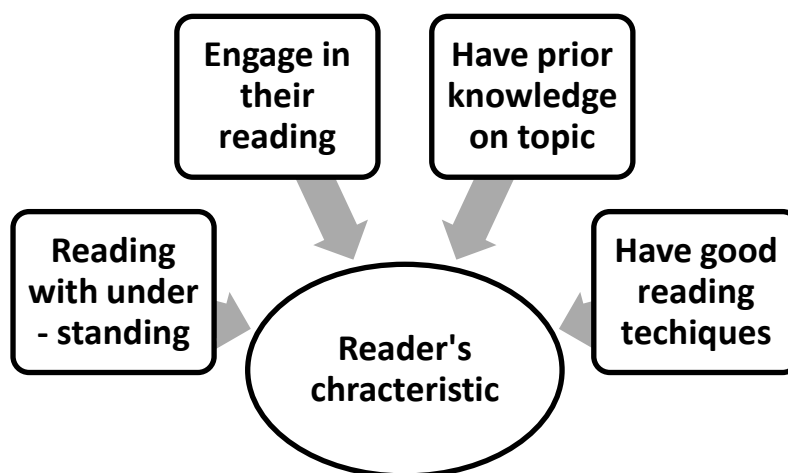 Engage in
their
reading
Have prior
knowledge
on topic
Reading
with under
- standing
Have good
reading
techiques
Reader's
chracteristic